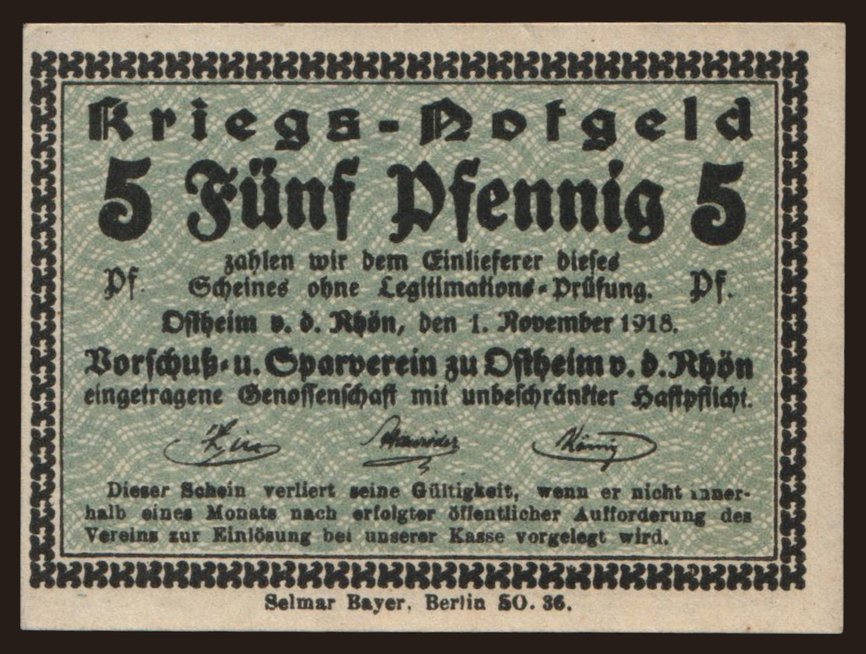 Kriegs-Notgeld
5 Fünf Pfennig 5
Pf. zahlen wir dem Einlieferer dieses Pf.
Scheines ohne Legitimations-Prüfung.
Ostheim v. d. Rhön, den 1. November 1918.
Vorschuß- u. Sparverein zu Ostheim v. d. Rhön
eingetragene Genossenschaft mit unbeschränkter Haftpflicht.
König
Dieser Schein verliert seine Gültigkeit, wenn er nicht inner-
halb eines Monats nach erfolgter öffentlicher Aufforderung des
Vereins zur Einlösung bei unserer Kasse vorgelegt wird.
Selmar Bayer, Berlin SO. 36.